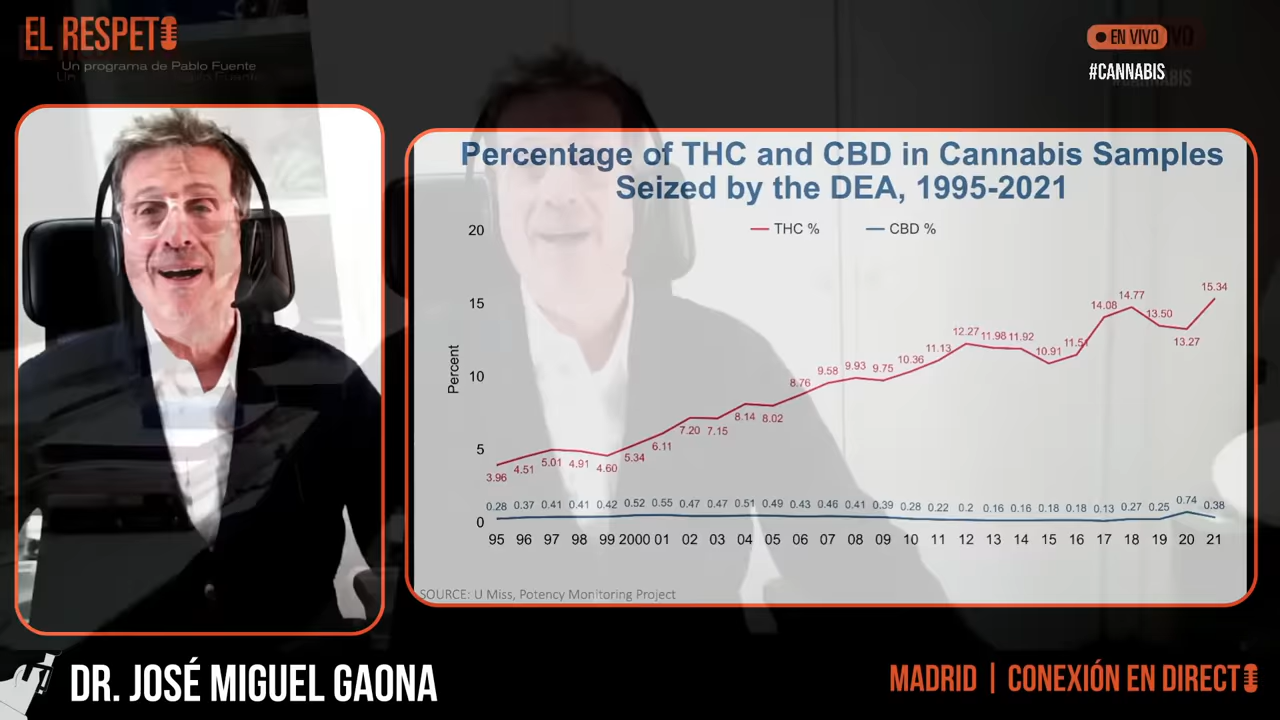 EL RESPETO
Un programa de Pablo Fuente
EN VIVO
#CANNABIS
Percentage of THC and CBD in Cannabis Samples
Seized by the DEA, 1995-2021
THC %
CBD %
20
15
10
5
0
Percent
3.96 4.51 5.01 4.91 4.60 5.34 6.11 7.20 7.15 8.14 8.02 8.76 9.58 9.93 9.75 10.36 11.13 12.27 11.98 11.92 10.91 11.51 14.08 14.77 13.50 13.27 15.34
0.28 0.37 0.41 0.41 0.42 0.52 0.55 0.47 0.47 0.51 0.49 0.43 0.46 0.41 0.39 0.28 0.22 0.2 0.16 0.16 0.18 0.18 0.13 0.27 0.25 0.74 0.38
95 96 97 98 99 2000 01 02 03 04 05 06 07 08 09 10 11 12 13 14 15 16 17 18 19 20 21
SOURCE: U Miss, Potency Monitoring Project
DR. JOSÉ MIGUEL GAONA
MADRID | CONEXIÓN EN DIRECTO